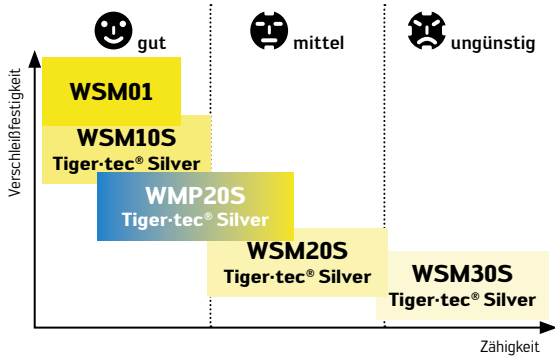 gut
mittel
ungünstig
Verschleißfestigkeit
WSM01
WSM10S
Tiger·tec® Silver
WMP20S
Tiger·tec® Silver
WSM20S
Tiger·tec® Silver
WSM30S
Tiger·tec® Silver
Zähigkeit